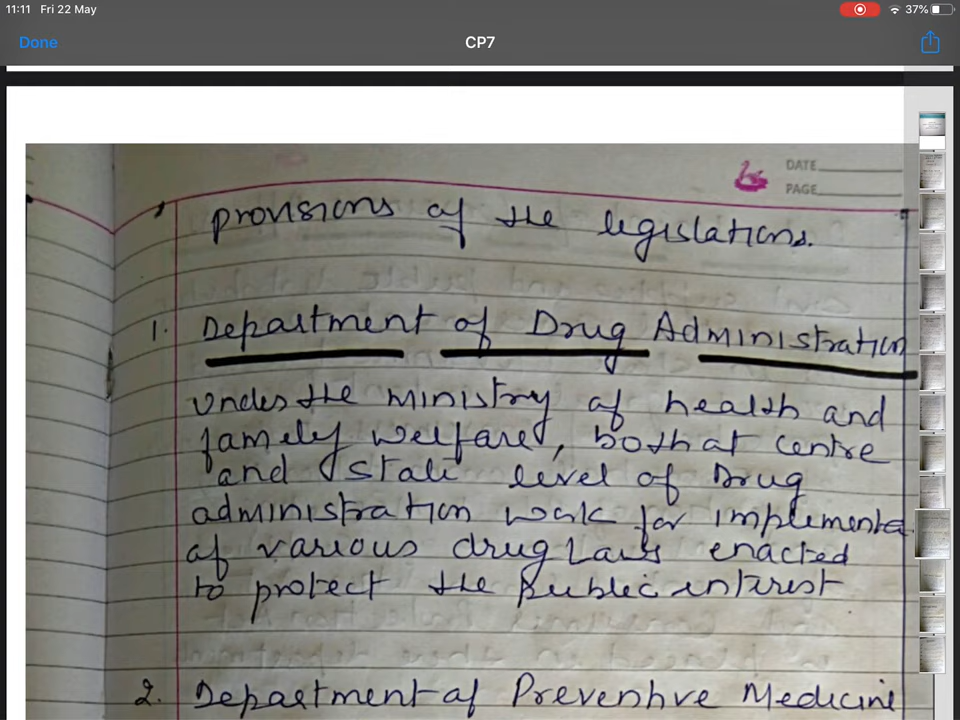 11:11 Fri 22 May
37%
Done
CP7
DATE
PAGE
provisions of the legislations.
1. Department of Drug Administration
Under the ministry of health and
family welfare, both at centre
and state level of Drug
administration work for implementa
of various drug Laws enacted
to protect the public interest
2. Department of Preventive Medicine